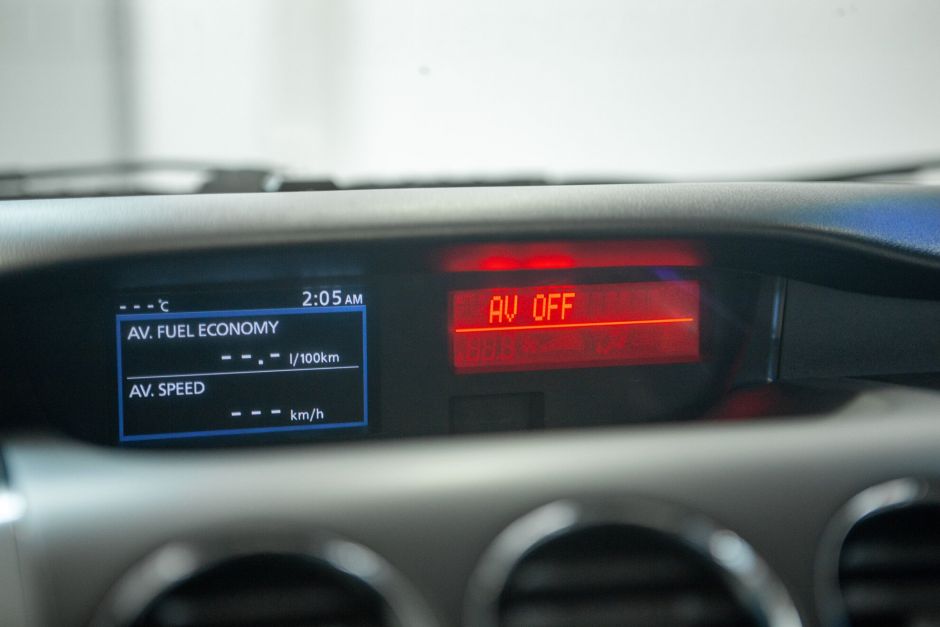 ---°C
2:05 AM
AV. FUEL ECONOMY
--.- l/100km
AV. SPEED
--- km/h
AV OFF